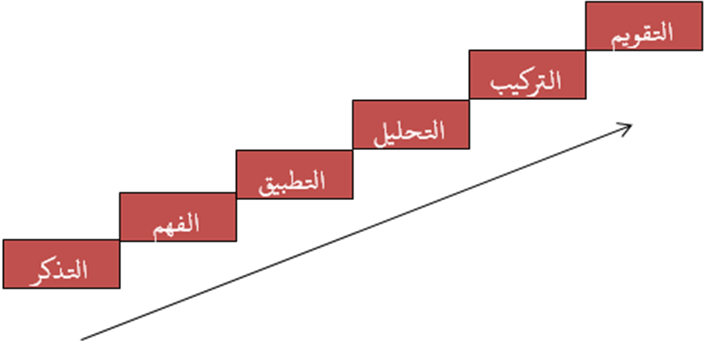 التقويم
التركيب
التحليل
التطبيق
الفهم
التذكر